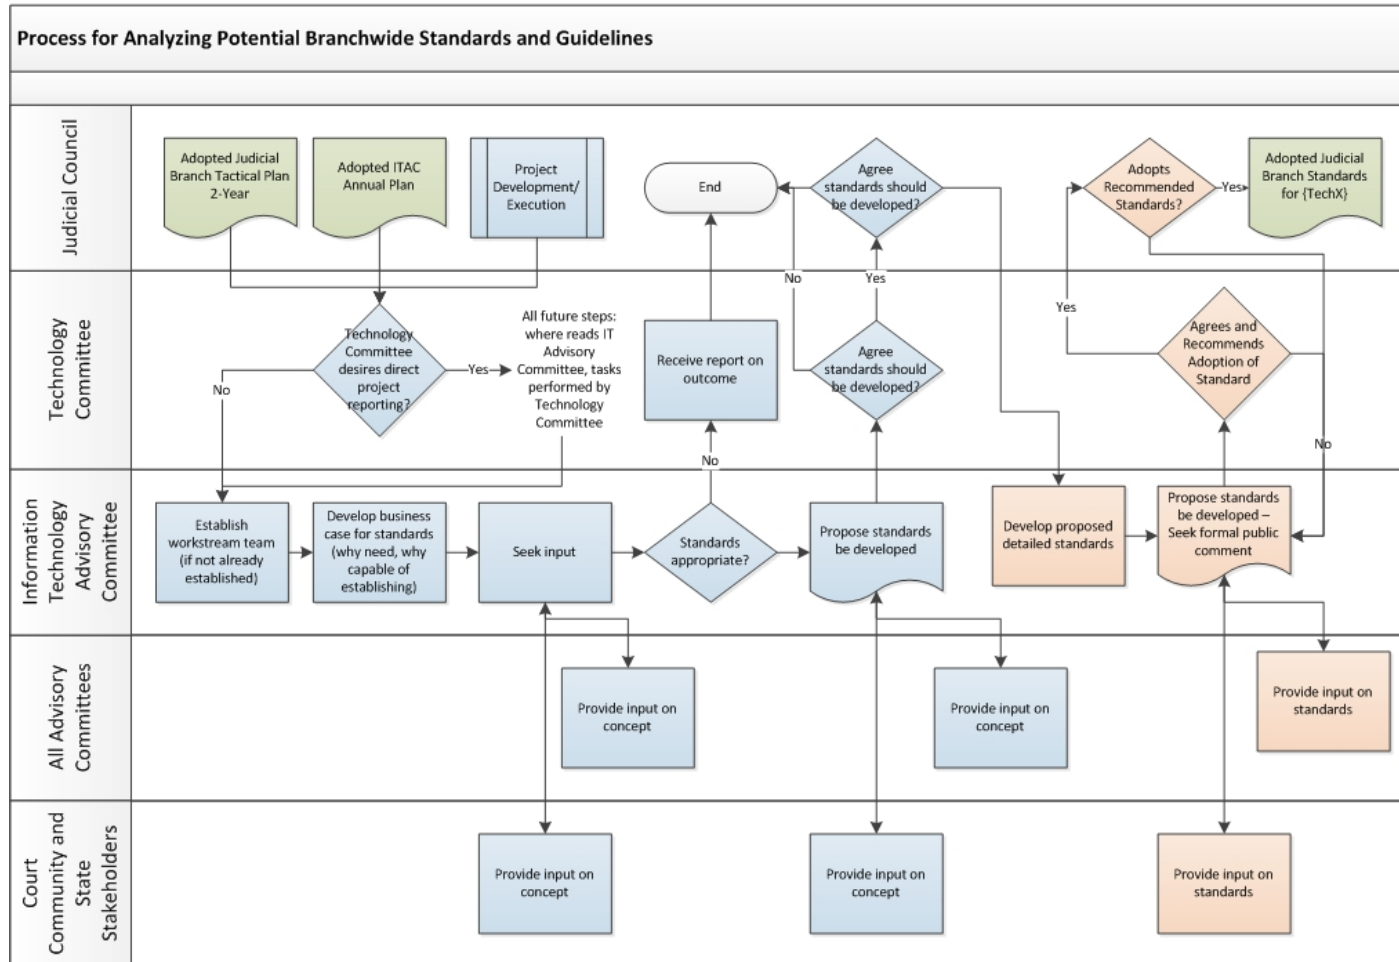 Process for Analyzing Potential Branchwide Standards and Guidelines
Judicial Council
Adopted Judicial
Branch Tactical Plan
2-Year
Adopted ITAC
Annual Plan
Project
Development/
Execution
End
Agree
standards should
be developed?
Adopts
Recommended
Standards?
Yes
Adopted Judicial
Branch Standards
for {TechX}
No
Yes
Technology
Committee
Technology
Committee
desires direct
project
reporting?
No
Yes
All future steps:
where reads IT
Advisory
Committee, tasks
performed by
Technology
Committee
Receive report on
outcome
Agree
standards should
be developed?
Yes
Agrees and
Recommends
Adoption of
Standard
No
No
Information
Technology
Advisory
Committee
Establish
workstream team
(if not already
established)
Develop business
case for standards
(why need, why
capable of
establishing)
Seek input
Standards
appropriate?
Propose standards
be developed
Develop proposed
detailed standards
Propose standards
be developed –
Seek formal public
comment
All Advisory
Committees
Provide input on
concept
Provide input on
concept
Provide input on
standards
Court
Community and
State
Stakeholders
Provide input on
concept
Provide input on
concept
Provide input on
standards